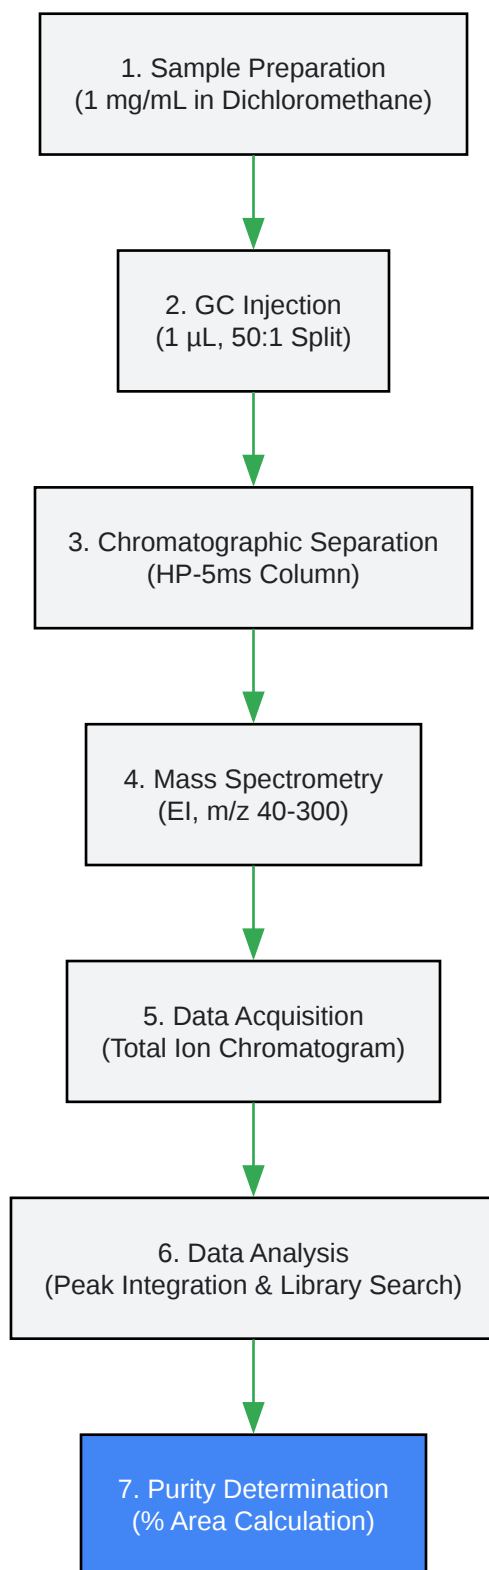 1. Sample Preparation
(1 mg/mL in Dichloromethane)
2. GC Injection
(1 µL, 50:1 Split)
3. Chromatographic Separation
(HP-5ms Column)
4. Mass Spectrometry
(EI, m/z 40-300)
5. Data Acquisition
(Total Ion Chromatogram)
6. Data Analysis
(Peak Integration & Library Search)
7. Purity Determination
(% Area Calculation)